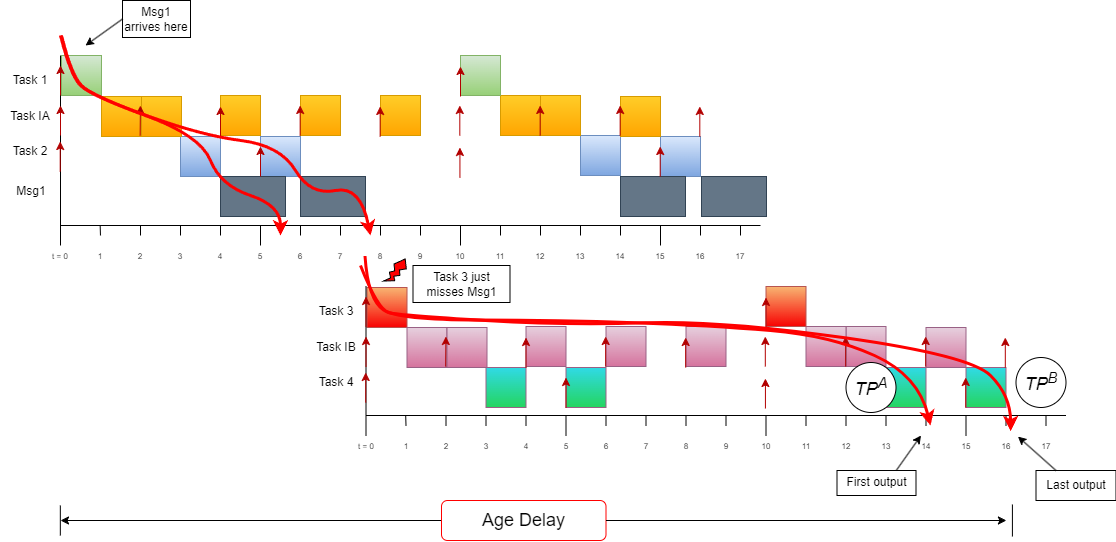 Msg1
arrives here
Task 1
Task IA
Task 2
Msg1
t = 0 1 2 3 4 5 6 7 8 9 10 11 12 13 14 15 16 17
Task 3 just
misses Msg1
Task 3
Task IB
Task 4
TP^A
TP^B
t = 0 1 2 3 4 5 6 7 8 9 10 11 12 13 14 15 16 17
First output
Last output
Age Delay